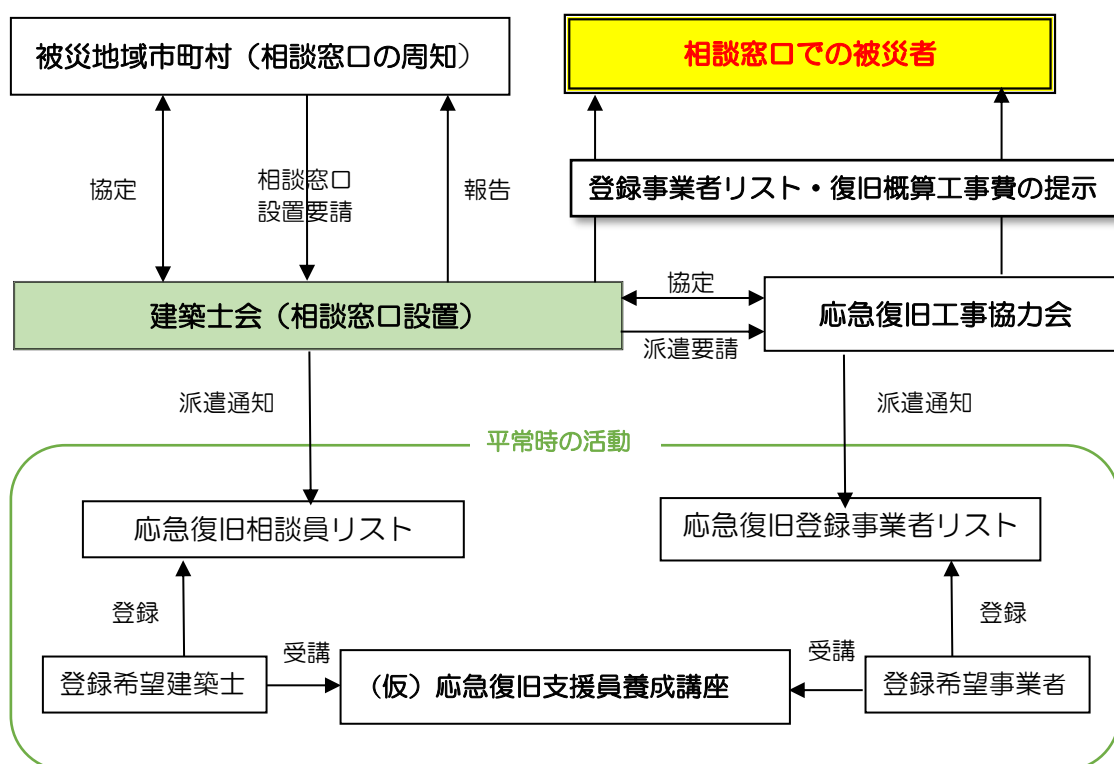 被災地域市町村（相談窓口の周知）
相談窓口での被災者
協定
相談窓口
設置要請
報告
登録事業者リスト・復旧概算工事費の提示
建築士会（相談窓口設置）
協定
派遣要請
応急復旧工事協力会
派遣通知
派遣通知
平常時の活動
応急復旧相談員リスト
応急復旧登録事業者リスト
登録
登録
登録希望建築士
受講
（仮）応急復旧支援員養成講座
受講
登録希望事業者